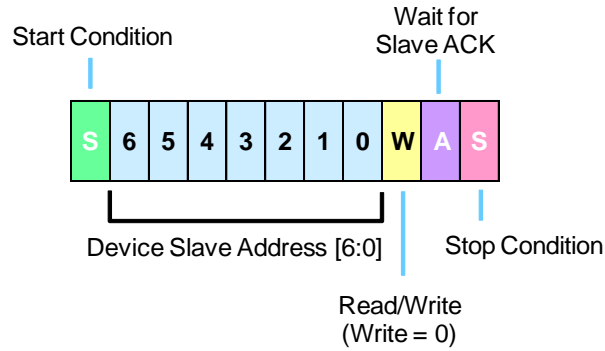 Start Condition
Wait for
Slave ACK
S 6 5 4 3 2 1 0 W A S
Device Slave Address [6:0]
Stop Condition
Read/Write
(Write = 0)